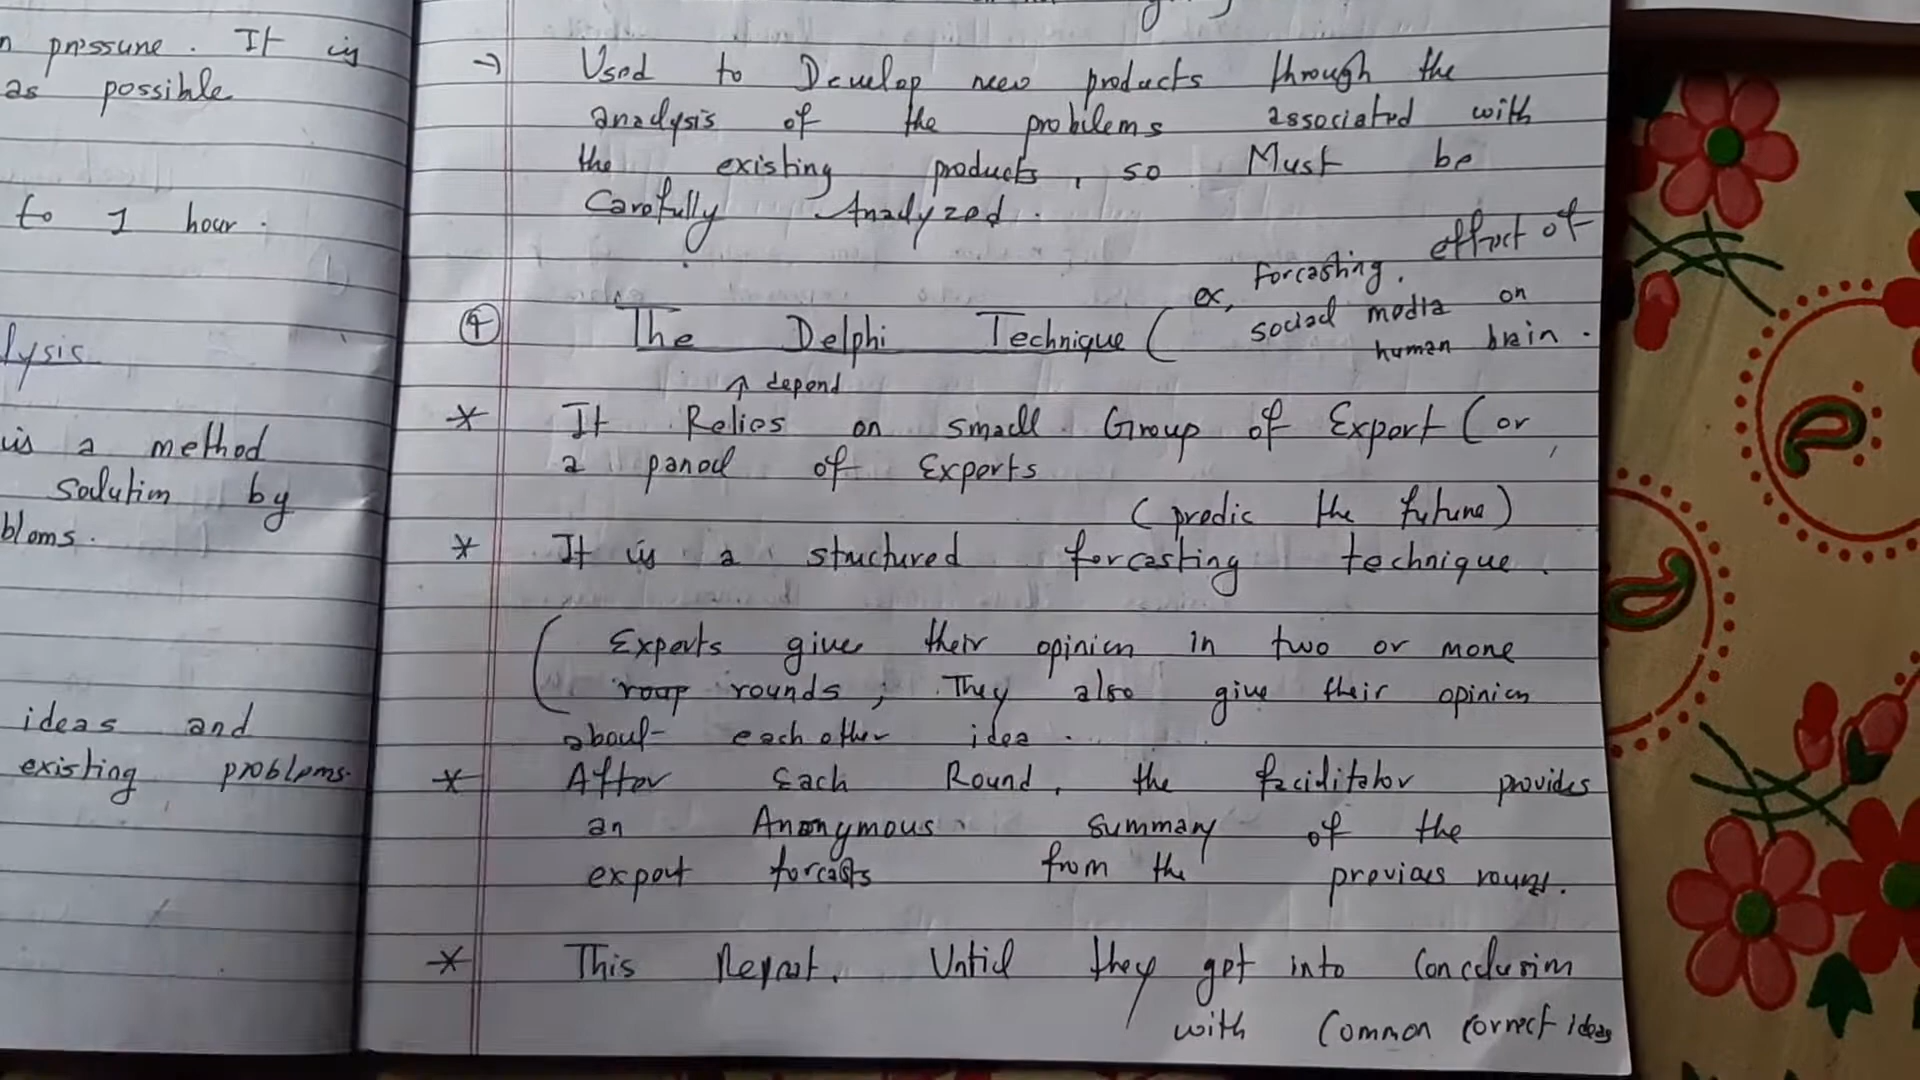 n pressure. It is
as possible
to 1 hour.
lysis
is a method
solution by
blems.
ideas and
existing problems.
→ Used to Develop new products through the
analysis of the problems associated with
the existing products, so Must be
Carefully Analyzed.
④ The Delphi Technique ( ex, forcasting. effect of
social media on
human brain.
↑ depend
* It Relies on small Group of Expert (or
a panel of Experts
(predic the future)
* It is a structured forcasting technique.
( Experts give their opinion in two or more
rounds, They also give their opinion
about each other idea.
* After Each Round, the facilitator provides
an Anonymous summary of the
expert forcasts from the previous round.
* This Repeat. Until they get into Conclusion
with Common correct ideas